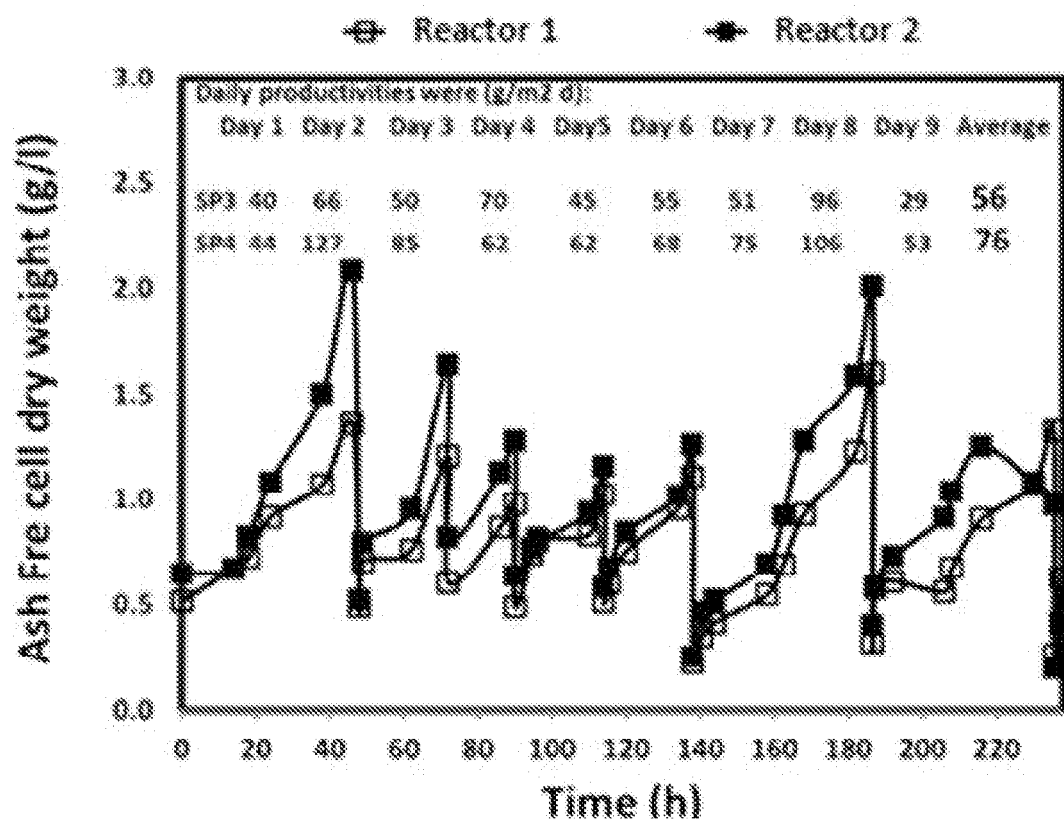 Reactor 1 Reactor 2
Ash Fre cell dry weight (g/l)
3.0
2.5
2.0
1.5
1.0
0.5
0.0
Daily productivities were (g/m2 d):
Day 1 Day 2 Day 3 Day 4 Day5 Day 6 Day 7 Day 8 Day 9 Average
SP3 40 66 50 70 45 55 51 96 29 56
SP4 44 127 85 62 62 68 75 106 53 76
0 20 40 60 80 100 120 140 160 180 200 220
Time (h)